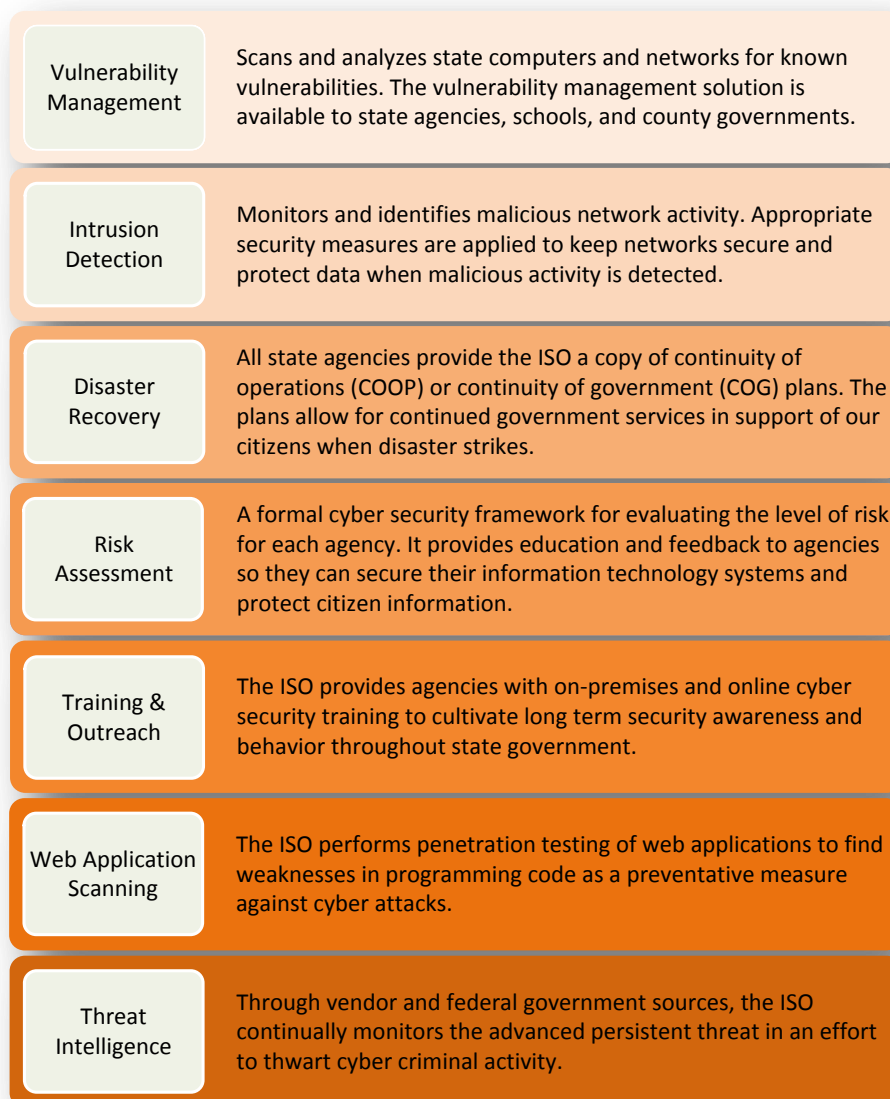 Vulnerability
Management
Scans and analyzes state computers and networks for known
vulnerabilities. The vulnerability management solution is
available to state agencies, schools, and county governments.
Intrusion
Detection
Monitors and identifies malicious network activity. Appropriate
security measures are applied to keep networks secure and
protect data when malicious activity is detected.
Disaster
Recovery
All state agencies provide the ISO a copy of continuity of
operations (COOP) or continuity of government (COG) plans. The
plans allow for continued government services in support of our
citizens when disaster strikes.
Risk
Assessment
A formal cyber security framework for evaluating the level of risk
for each agency. It provides education and feedback to agencies
so they can secure their information technology systems and
protect citizen information.
Training &
Outreach
The ISO provides agencies with on-premises and online cyber
security training to cultivate long term security awareness and
behavior throughout state government.
Web Application
Scanning
The ISO performs penetration testing of web applications to find
weaknesses in programming code as a preventative measure
against cyber attacks.
Threat
Intelligence
Through vendor and federal government sources, the ISO
continually monitors the advanced persistent threat in an effort
to thwart cyber criminal activity.